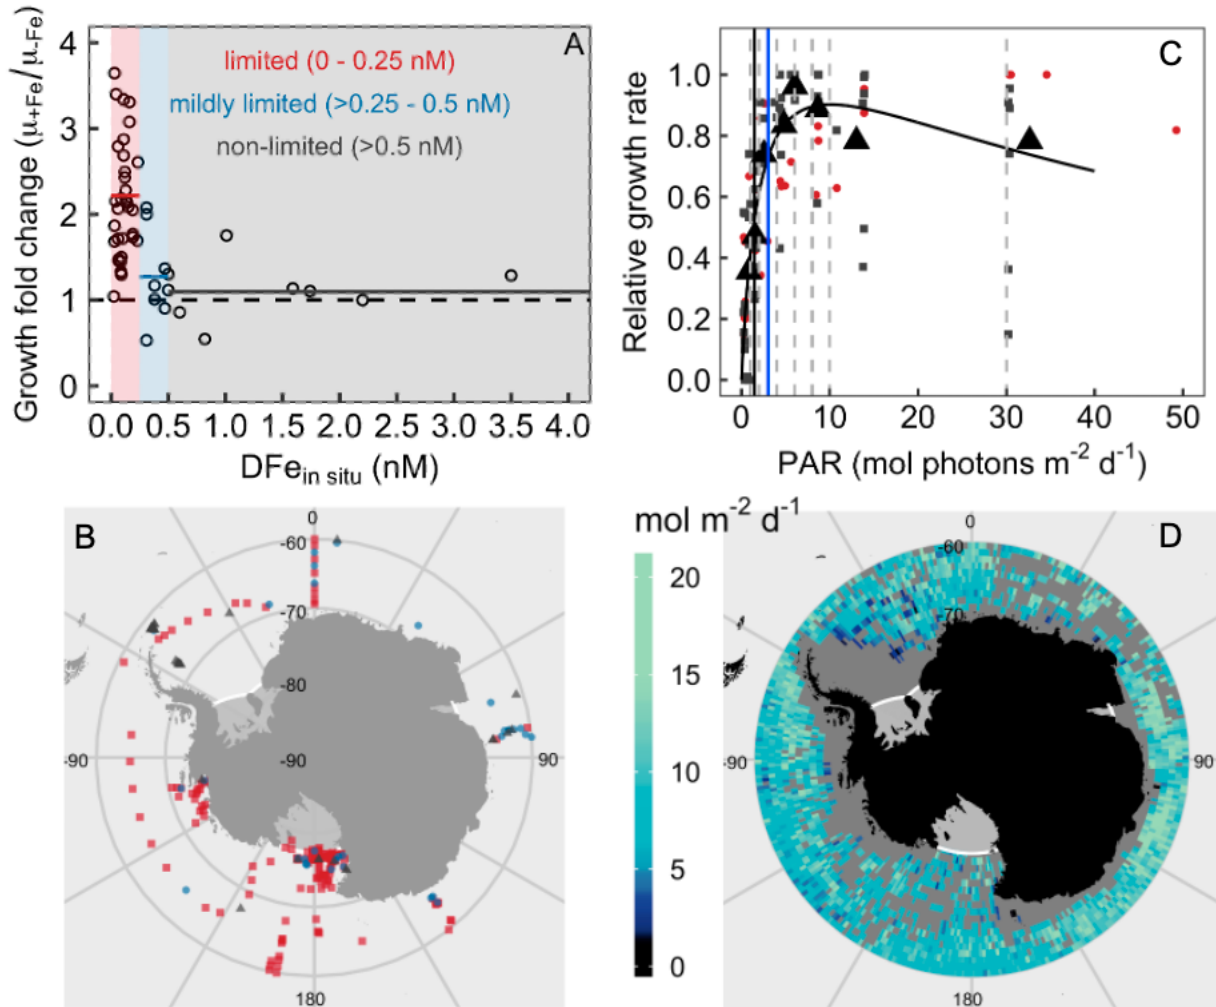 A
limited (0 - 0.25 nM)
mildly limited (>0.25 - 0.5 nM)
non-limited (>0.5 nM)
Growth fold change (μ+Fe/μ-Fe)
4
3
2
1
0
0.0 0.5 1.0 1.5 2.0 2.5 3.0 3.5 4.0
DFein situ (nM)
C
Relative growth rate
1.0
0.8
0.6
0.4
0.2
0.0
0 10 20 30 40 50
PAR (mol photons m-2 d-1)
B
0
-60
-70
-80
-90
-90
90
180
mol m-2 d-1
20
15
10
5
0
D
0
-60
-70
-90
90
180